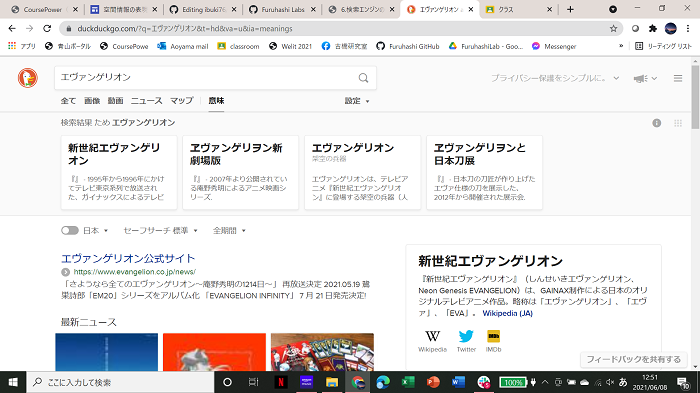 CoursePower
空間情報の表現
Editing ibuki76
Furuhashi Labs
6.検索エンジンの
エヴァンゲリオン
クラス
duckduckgo.com/?q=エヴァンゲリオン&t=hd&va=u&ia=meanings
アプリ
青山ポータル
CoursePowe
Aoyama mail
classroom
Welit 2021
古橋研究室
Furuhashi GitHub
FuruhashiLab - Goo...
Messenger
»
リーディング リスト
エヴァンゲリオン
プライバシー保護をシンプルに。
全て 画像 動画 ニュース マップ 意味 設定
検索結果 ため エヴァンゲリオン
新世紀エヴァンゲリ
オン
『』 - 1995年から1996年にかけ
てテレビ東京系列で放送され
た、ガイナックスによるテレビ
ヱヴァンゲリヲン新
劇場版
『』 - 2007年より公開されてい
る庵野秀明によるアニメ映画シ
リーズ.
エヴァンゲリオン
架空の兵器
エヴァンゲリオンは、テレビア
ニメ『新世紀エヴァンゲリオ
ン』に登場する架空の兵器（人
ヱヴァンゲリヲンと
日本刀展
『』 - 日本刀の刀匠が作り上げた
エヴァ仕様の刀を展示した、
2012年から開催された展示会.
日本 セーフサーチ 標準 全期間
エヴァンゲリオン公式サイト
https://www.evangelion.co.jp/news/
「さようなら全てのエヴァンゲリオン〜庵野秀明の1214日〜」 再放送決定 2021.05.19 鷺
巣詩郎「EM20」シリーズをアルバム化 「EVANGELION INFINITY」 7 月 21 日発売決定!
最新ニュース
新世紀エヴァンゲリオン
『新世紀エヴァンゲリオン』（しんせいきエヴァンゲリオン、
Neon Genesis EVANGELION）は、GAINAX制作による日本のオリ
ジナルテレビアニメ作品。略称は「エヴァンゲリオン」、「エヴ
ァ」、「EVA」。 Wikipedia (JA)
Wikipedia
Twitter
IMDb
フィードバックを共有する
ここに入力して検索
100%
あ
12:51
2021/06/08
10